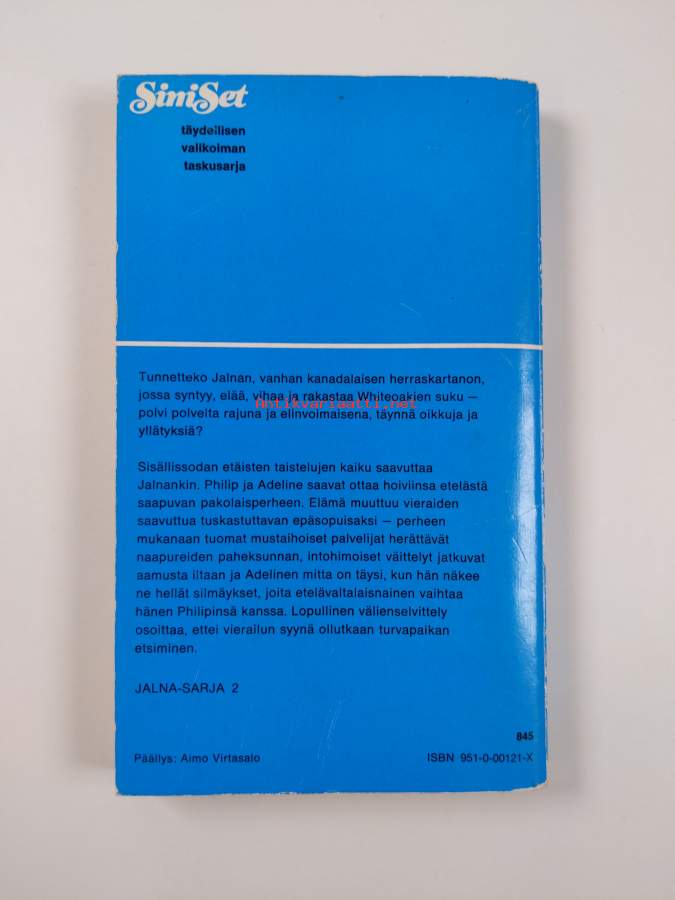 SiniSet
täydellisen
valikoiman
taskusarja
Tunnetteko Jalnan, vanhan kanadalaisen herraskartanon,
jossa syntyy, elää, vihaa ja rakastaa Whiteoakien suku —
Antikvariaatti.net
polvi polvelta rajuna ja elinvoimaisena, täynnä oikkuja ja
yllätyksiä?
Sisällissodan etäisten taistelujen kaiku saavuttaa
Jalnankin. Philip ja Adeline saavat ottaa hoiviinsa etelästä
saapuvan pakolaisperheen. Elämä muuttuu vieraiden
saavuttua tuskastuttavan epäsopuisaksi — perheen
mukanaan tuomat mustaihoiset palvelijat herättävät
naapureiden paheksunnan, intohimoiset väittelyt jatkuvat
aamusta iltaan ja Adelinen mitta on täysi, kun hän näkee
ne hellät silmäykset, joita etelävaltalaisnainen vaihtaa
hänen Philipinsä kanssa. Lopullinen välienselvittely
osoittaa, ettei vierailun syynä ollutkaan turvapaikan
etsiminen.
JALNA-SARJA 2
845
Päällys: Aimo Virtasalo
ISBN 951-0-00121-X